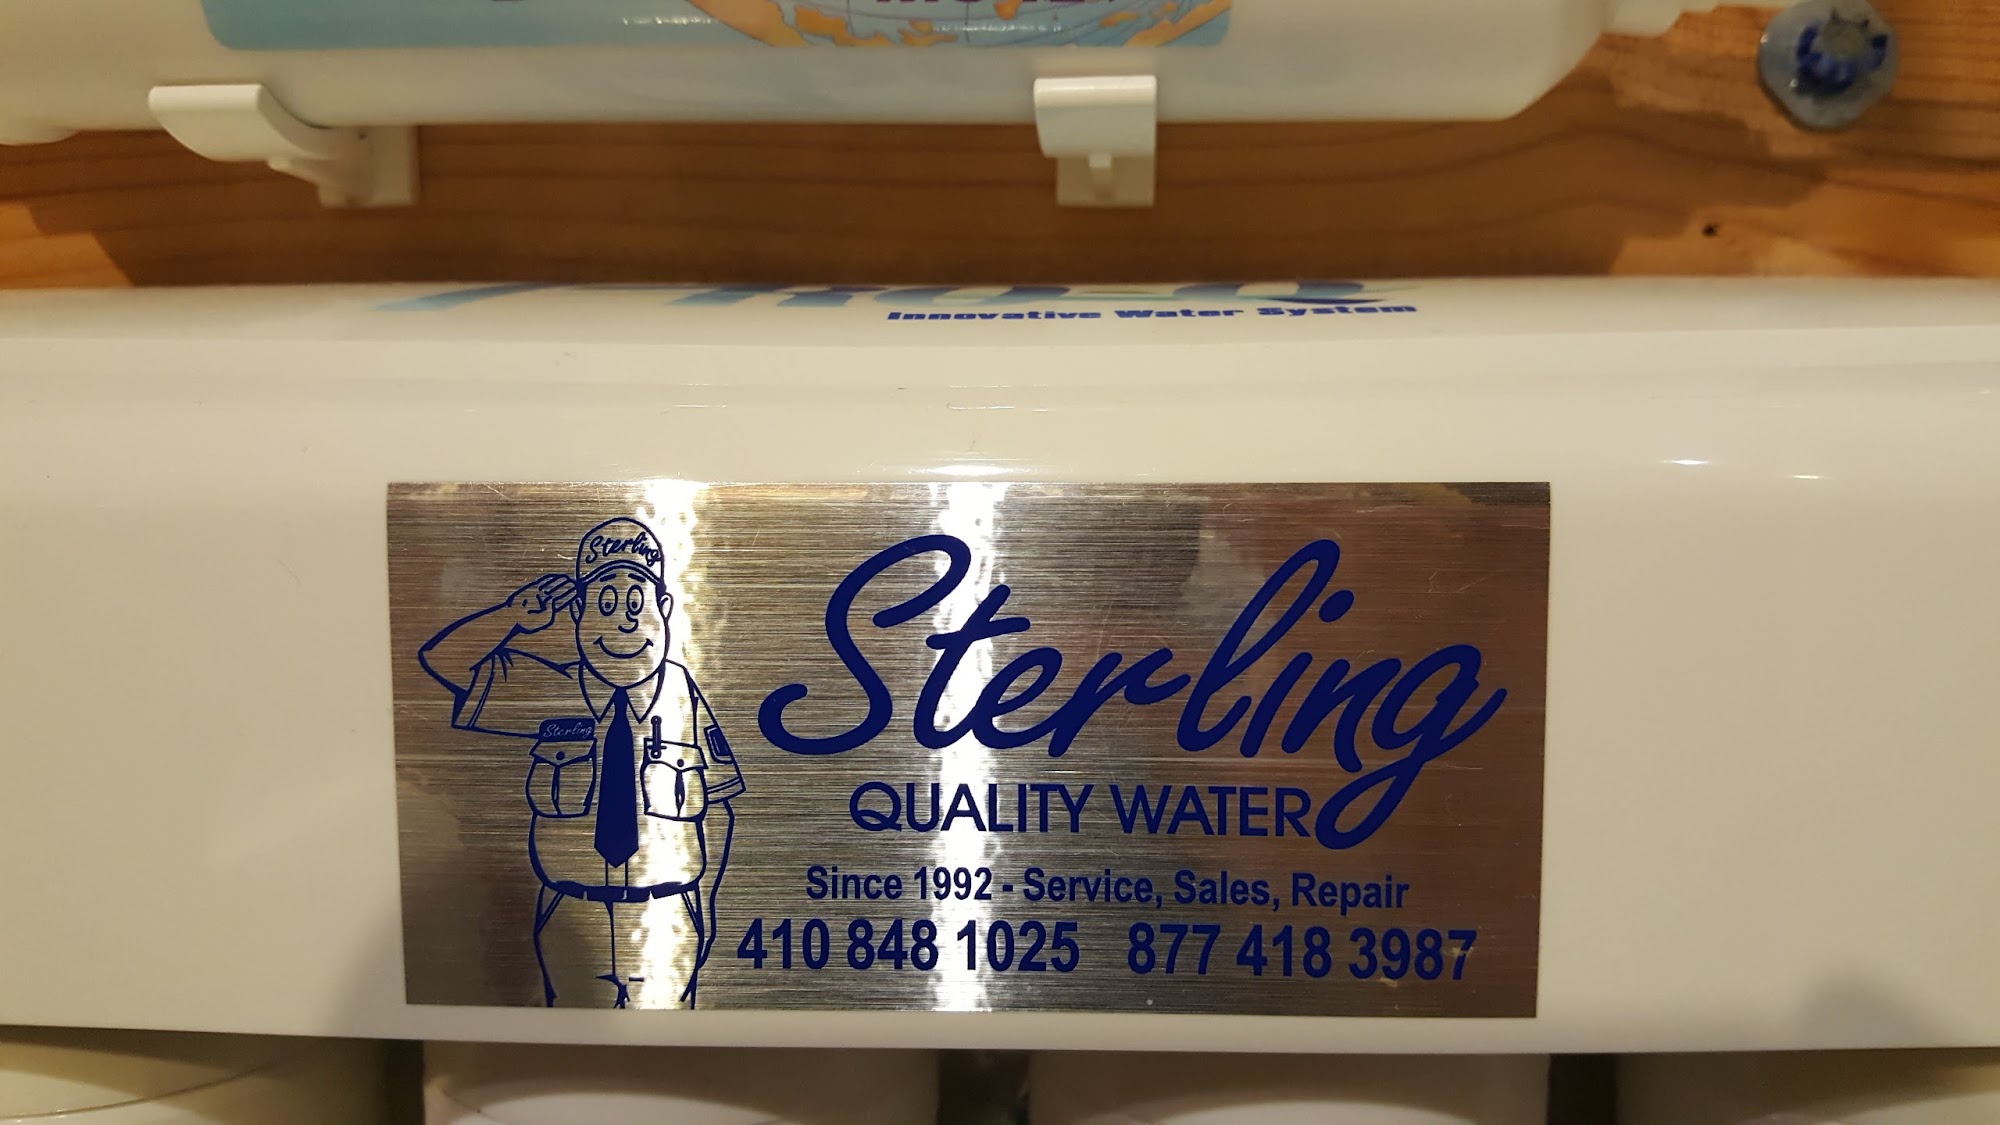 Innovative Water System
Sterling
Sterling
Sterling
QUALITY WATER
Since 1992 - Service, Sales, Repair
410 848 1025 877 418 3987